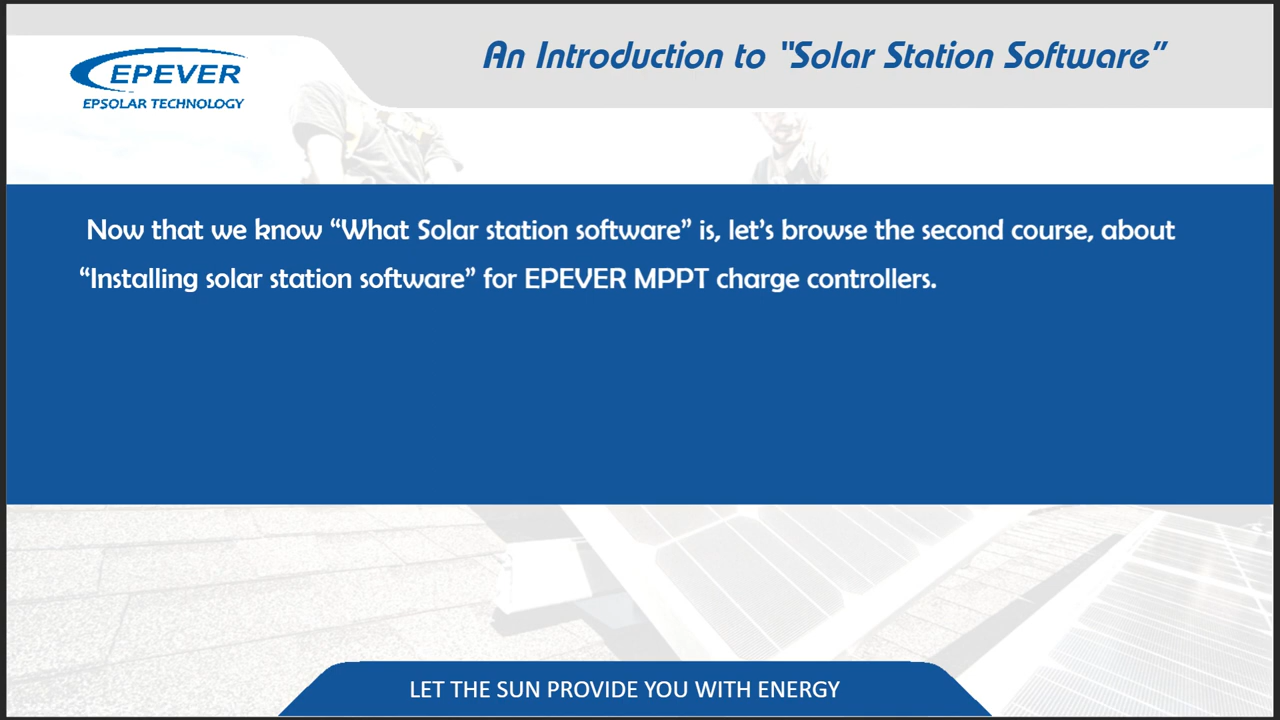 EPEVER
EPSOLAR TECHNOLOGY
An Introduction to "Solar Station Software”
Now that we know “What Solar station software” is, let’s browse the second course, about
“Installing solar station software” for EPEVER MPPT charge controllers.
LET THE SUN PROVIDE YOU WITH ENERGY